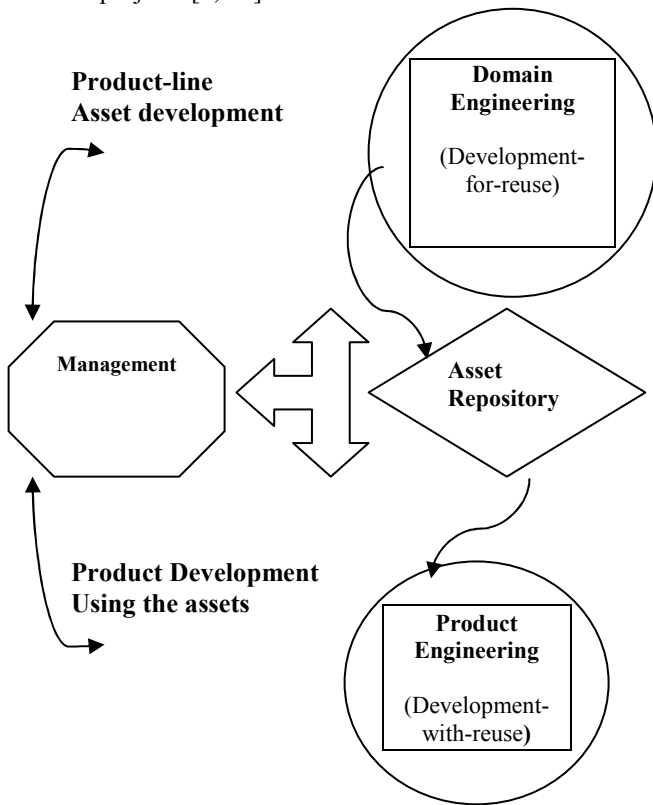 Product-line
Asset development
Domain
Engineering
(Development-
for-reuse)
Management
Asset
Repository
Product Development
Using the assets
Product
Engineering
(Development-
with-reuse)